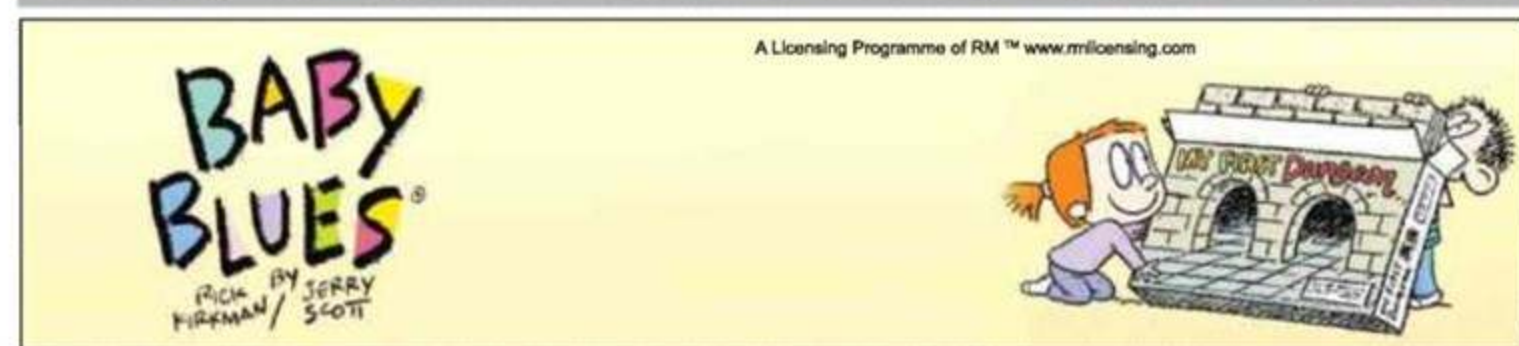 A Licensing Programme of RM ™ www.rmlicensing.com
BABY
BLUES®
BY
RICK KIRKMAN / JERRY SCOTT
MY FIRST DUNGEON